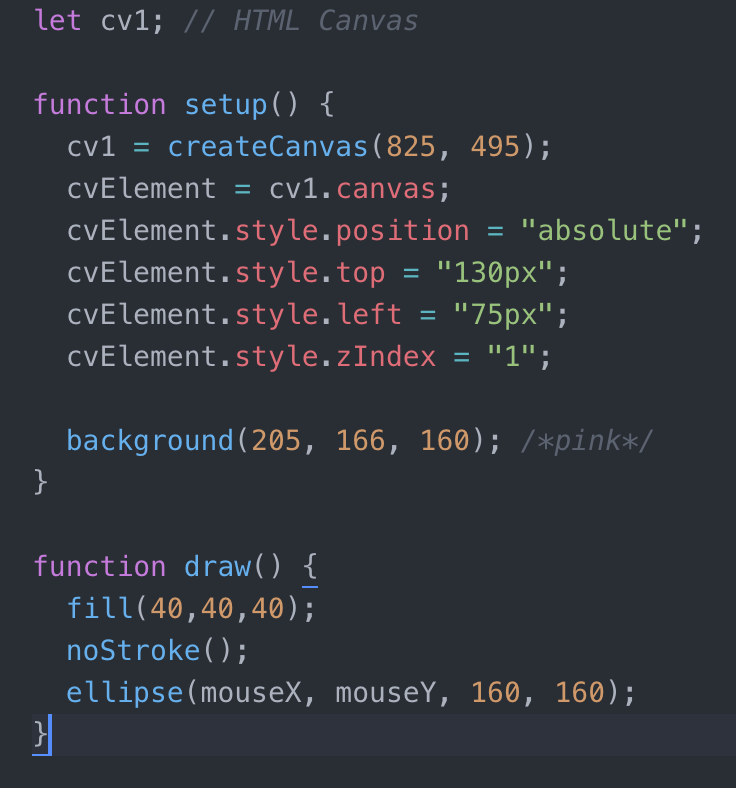 let cv1; // HTML Canvas

function setup() {
  cv1 = createCanvas(825, 495);
  cvElement = cv1.canvas;
  cvElement.style.position = "absolute";
  cvElement.style.top = "130px";
  cvElement.style.left = "75px";
  cvElement.style.zIndex = "1";

  background(205, 166, 160); /*pink*/
}

function draw() {
  fill(40,40,40);
  noStroke();
  ellipse(mouseX, mouseY, 160, 160);
}